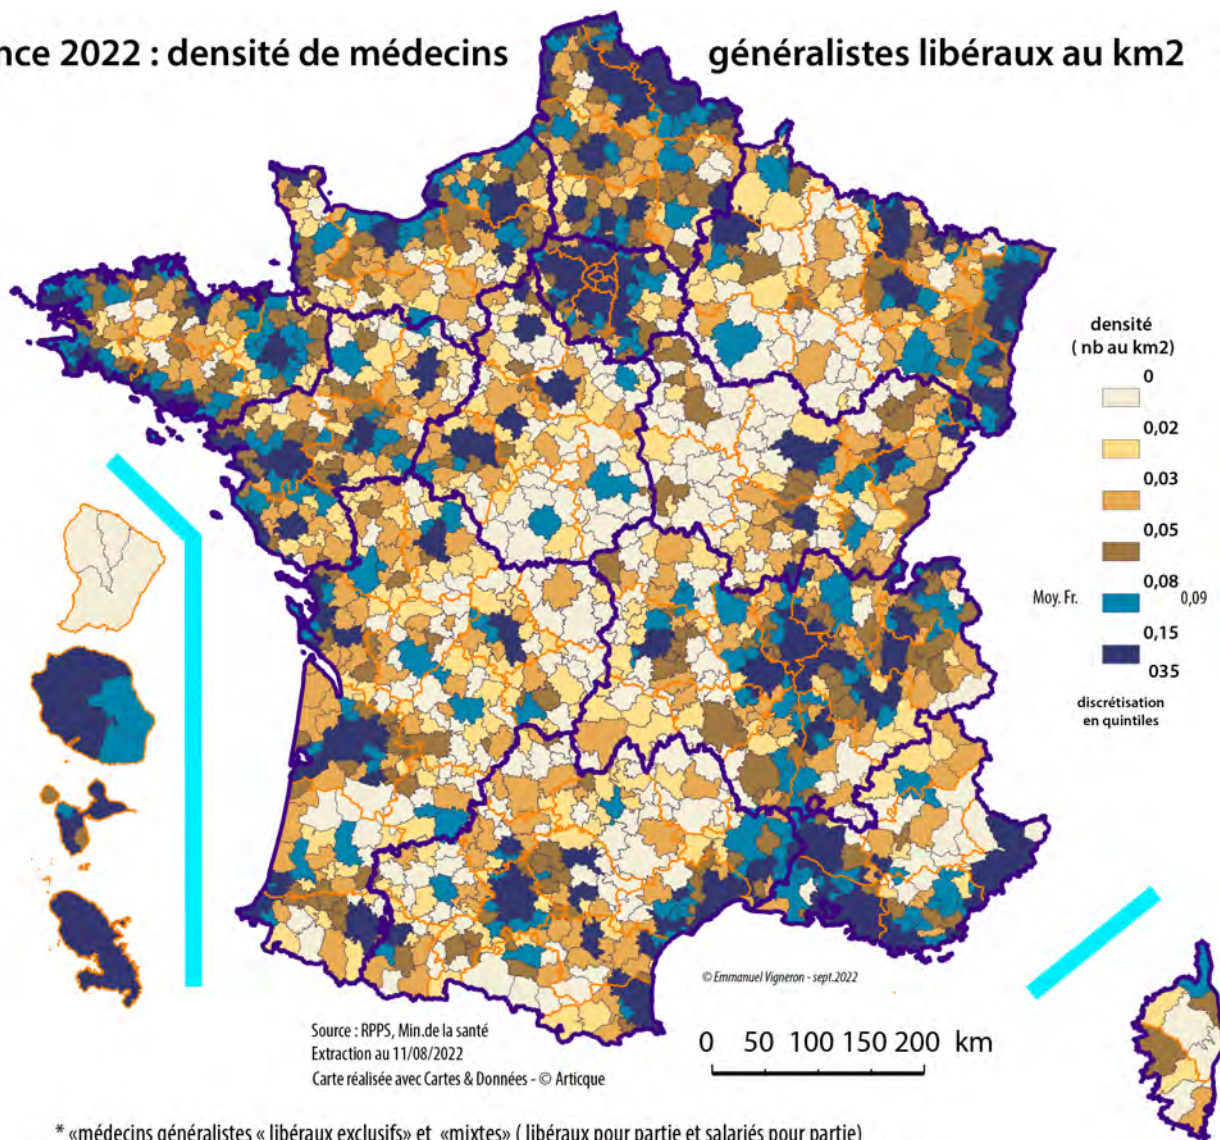 nce 2022 : densité de médecins généralistes libéraux au km2
densité
( nb au km2)
0
0,02
0,03
0,05
0,08
Moy. Fr. 0,09
0,15
035
discrétisation
en quintiles
© Emmanuel Vigneron - sept.2022
Source : RPPS, Min.de la santé
Extraction au 11/08/2022
Carte réalisée avec Cartes & Données - © Articque
0 50 100 150 200 km
* «médecins généralistes « libéraux exclusifs» et «mixtes» ( libéraux pour partie et salariés pour partie)